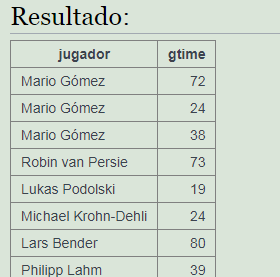 Resultado:
jugador gtime
Mario Gómez 72
Mario Gómez 24
Mario Gómez 38
Robin van Persie 73
Lukas Podolski 19
Michael Krohn-Dehli 24
Lars Bender 80
Philipp Lahm 39